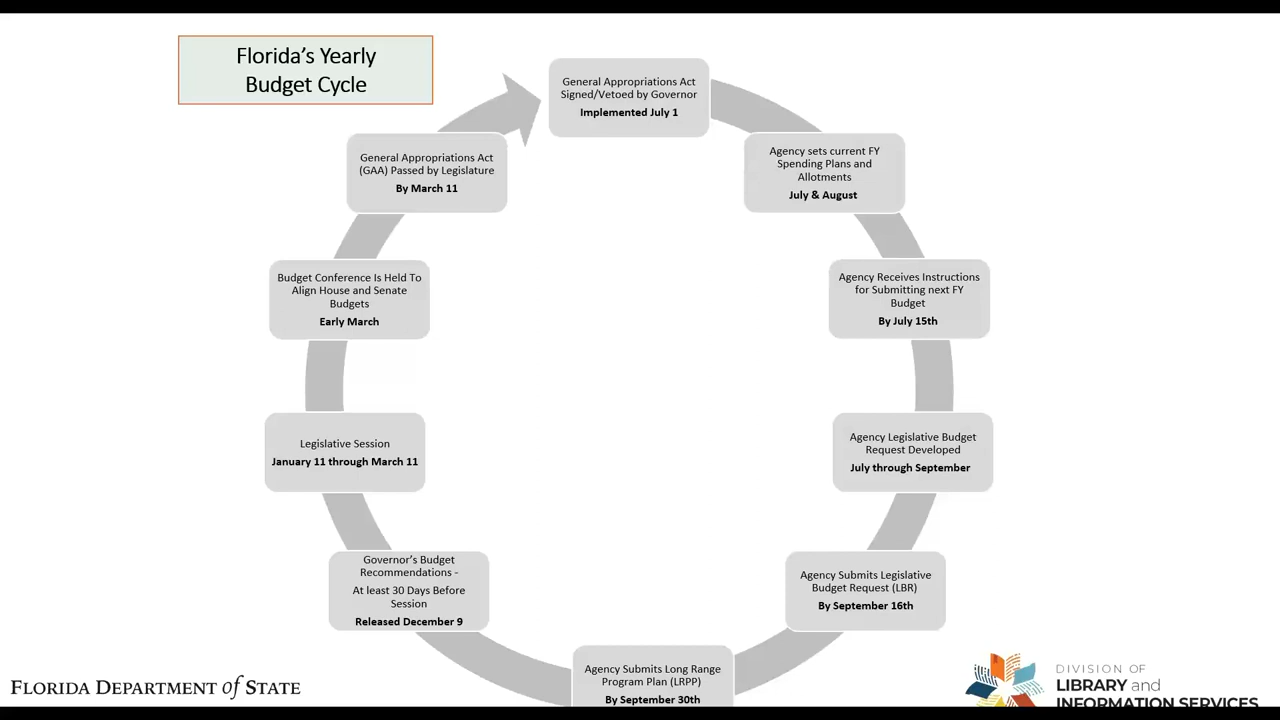 Florida's Yearly
Budget Cycle
General Appropriations Act
Signed/Vetoed by Governor
Implemented July 1
Agency sets current FY
Spending Plans and
Allotments
July & August
Agency Receives Instructions
for Submitting next FY
Budget
By July 15th
Agency Legislative Budget
Request Developed
July through September
Agency Submits Legislative
Budget Request (LBR)
By September 16th
Agency Submits Long Range
Program Plan (LRPP)
By September 30th
Governor's Budget
Recommendations -
At least 30 Days Before
Session
Released December 9
Legislative Session
January 11 through March 11
Budget Conference Is Held To
Align House and Senate
Budgets
Early March
General Appropriations Act
(GAA) Passed by Legislature
By March 11
FLORIDA DEPARTMENT of STATE
DIVISION OF
LIBRARY and
INFORMATION SERVICES